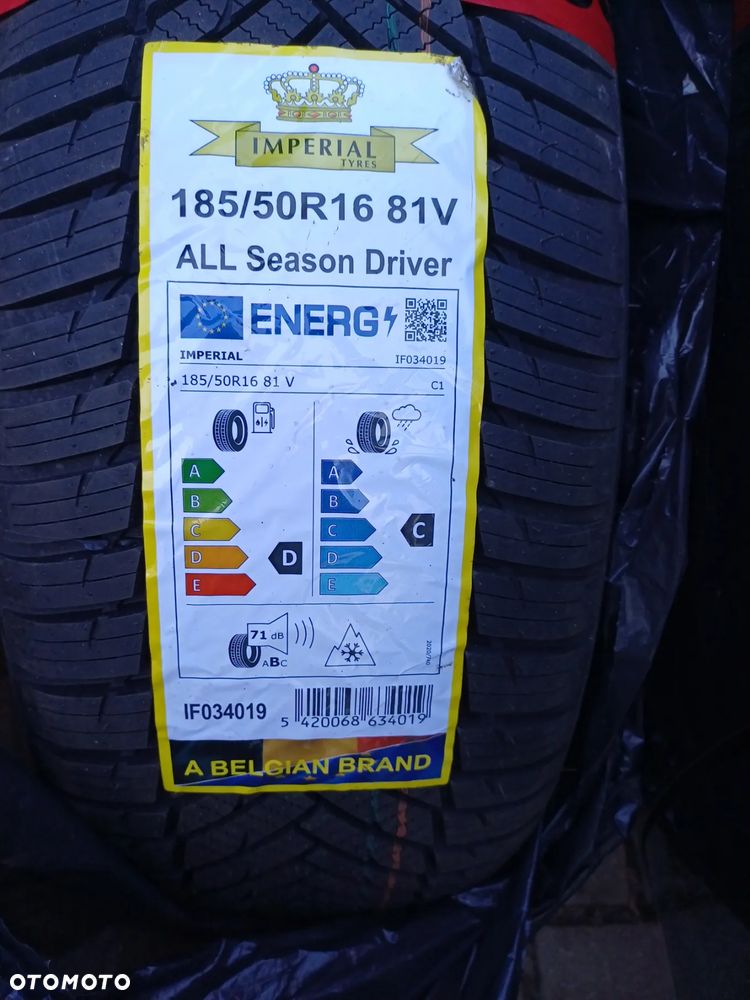 IMPERIAL
TYRES
185/50R16 81V
ALL Season Driver
ENERG
IMPERIAL IF034019
185/50R16 81 V C1
A A
B B
C C C
D D D
E E
71 dB
ABC
2020/740
IF034019
5 420068 634019
A BELGIAN BRAND
OTOMOTO